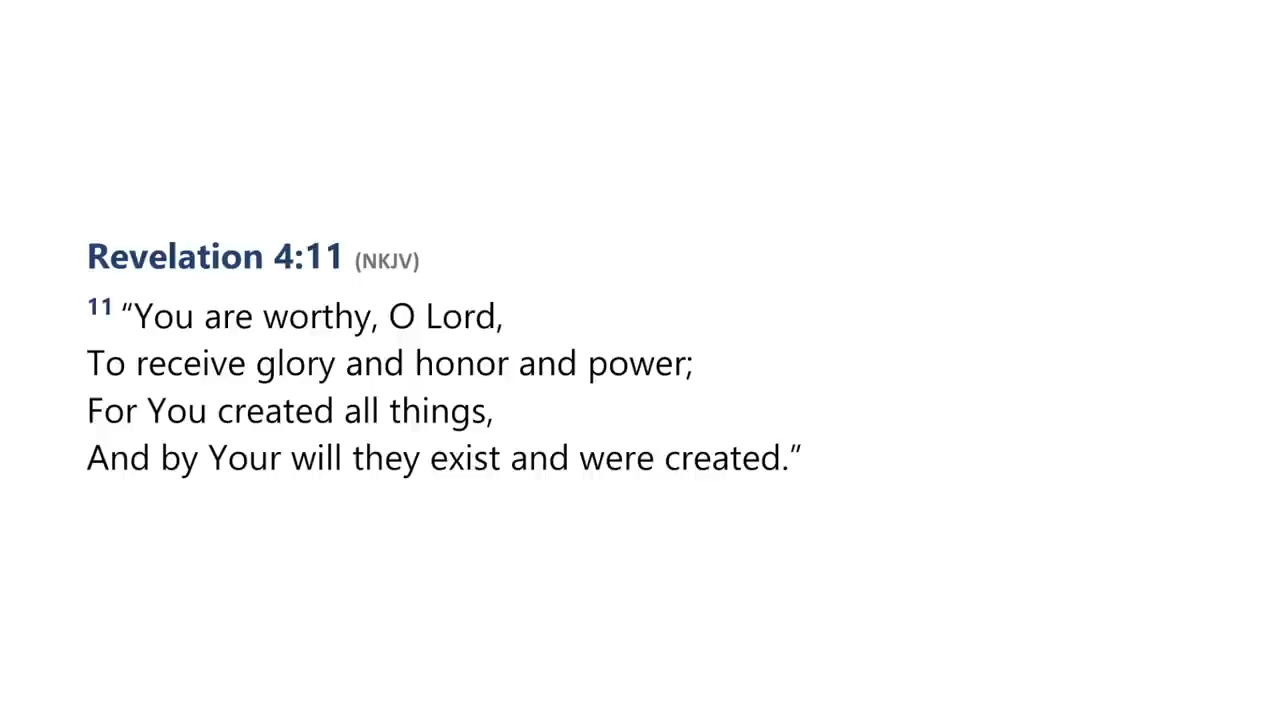 Revelation 4:11 (NKJV)
11 “You are worthy, O Lord,
To receive glory and honor and power;
For You created all things,
And by Your will they exist and were created.”